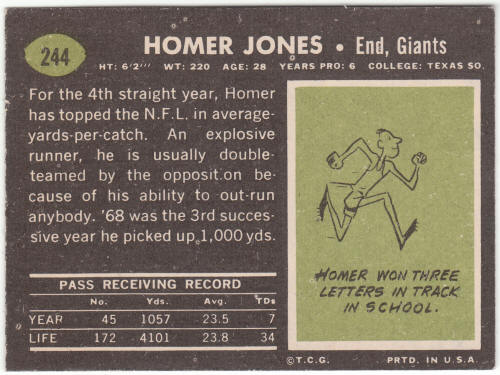 244
HOMER JONES • End, Giants
HT: 6'2''' WT: 220 AGE: 28 YEARS PRO: 6 COLLEGE: TEXAS SO.
For the 4th straight year, Homer
has topped the N.F.L. in average-
yards-per-catch. An explosive
runner, he is usually double-
teamed by the opposition be-
cause of his ability to out-run
anybody. '68 was the 3rd succes-
sive year he picked up 1,000 yds.
PASS RECEIVING RECORD
No. Yds. Avg. TDs
YEAR 45 1057 23.5 7
LIFE 172 4101 23.8 34
HOMER WON THREE
LETTERS IN TRACK
IN SCHOOL.
©T.C.G. PRTD. IN U.S.A.